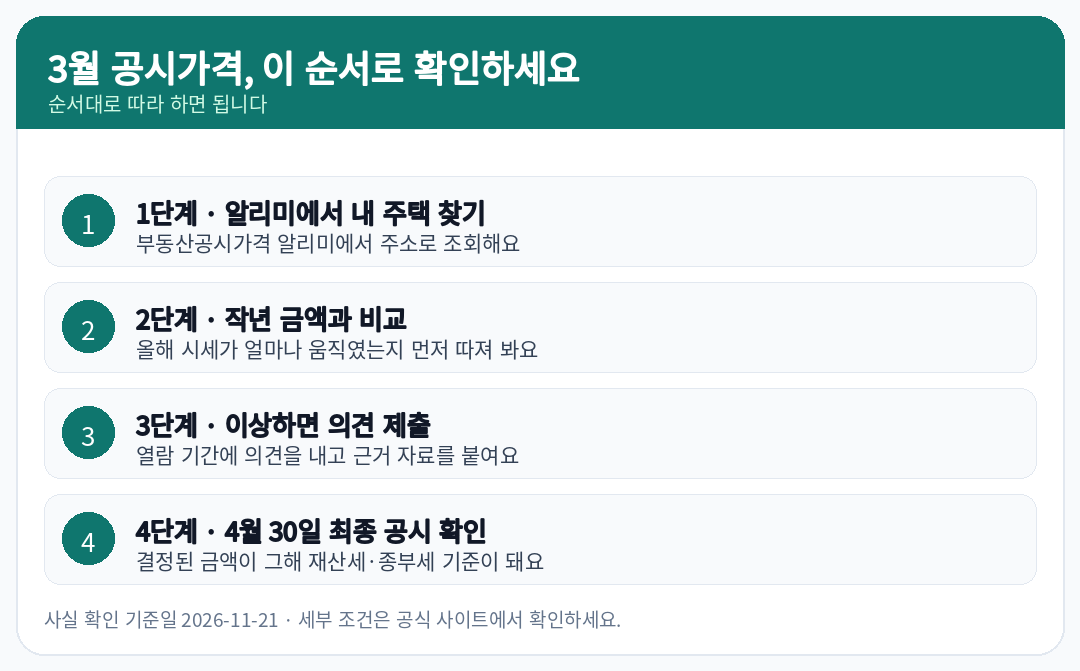 3월 공시가격, 이 순서로 확인하세요
순서대로 따라 하면 됩니다
1
1단계 · 알리미에서 내 주택 찾기
부동산공시가격 알리미에서 주소로 조회해요
2
2단계 · 작년 금액과 비교
올해 시세가 얼마나 움직였는지 먼저 따져 봐요
3
3단계 · 이상하면 의견 제출
열람 기간에 의견을 내고 근거 자료를 붙여요
4
4단계 · 4월 30일 최종 공시 확인
결정된 금액이 그해 재산세·종부세 기준이 돼요
사실 확인 기준일 2026-11-21 · 세부 조건은 공식 사이트에서 확인하세요.